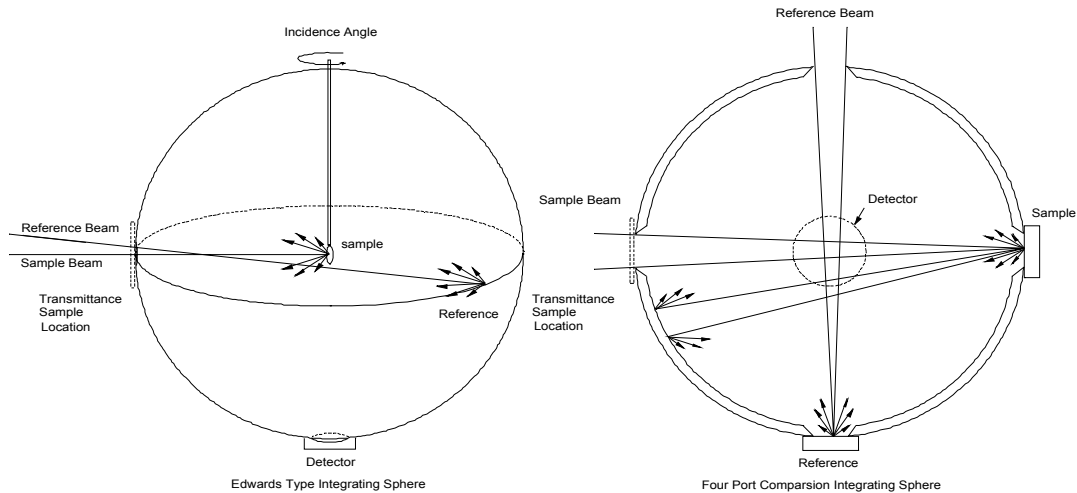 Incidence Angle
Reference Beam
Sample Beam
sample
Transmittance
Sample
Location
Reference
Detector
Edwards Type Integrating Sphere
Reference Beam
Sample Beam
Detector
Sample
Transmittance
Sample
Location
Reference
Four Port Comparsion Integrating Sphere